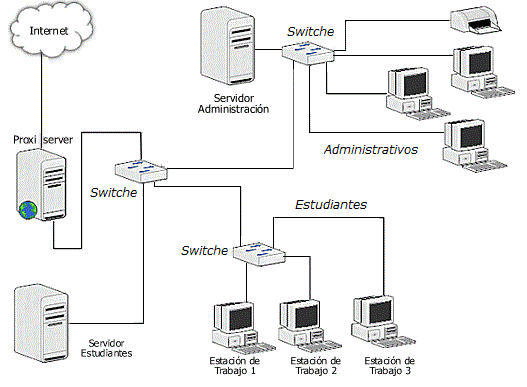 Internet
Switche
Servidor
Administración
Proxi server
Administrativos
Switche
Estudiantes
Switche
Servidor
Estudiantes
Estación de
Trabajo 1
Estación de
Trabajo 2
Estación de
Trabajo 3